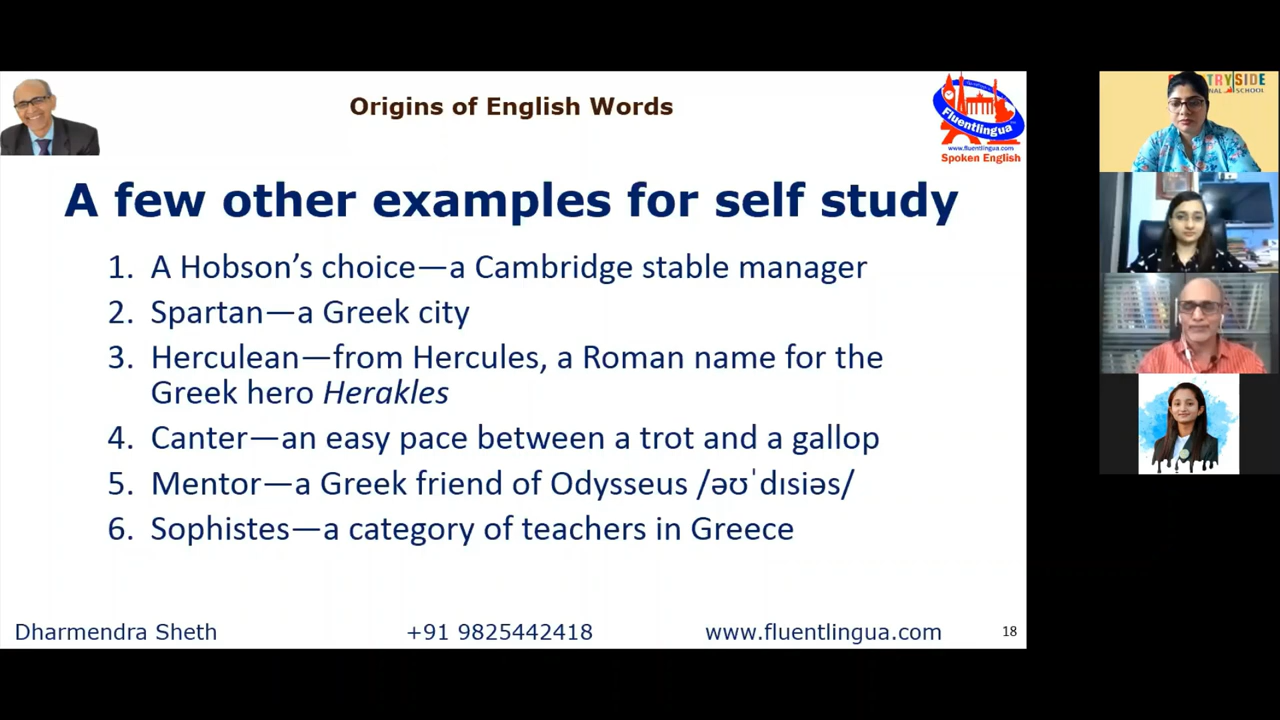 Origins of English Words
Fluentlingua
www.fluentlingua.com
Spoken English
A few other examples for self study
1. A Hobson’s choice—a Cambridge stable manager
2. Spartan—a Greek city
3. Herculean—from Hercules, a Roman name for the
Greek hero Herakles
4. Canter—an easy pace between a trot and a gallop
5. Mentor—a Greek friend of Odysseus /əʊˈdɪsiəs/
6. Sophistes—a category of teachers in Greece
Dharmendra Sheth
+91 9825442418
www.fluentlingua.com
18
SCHOOL